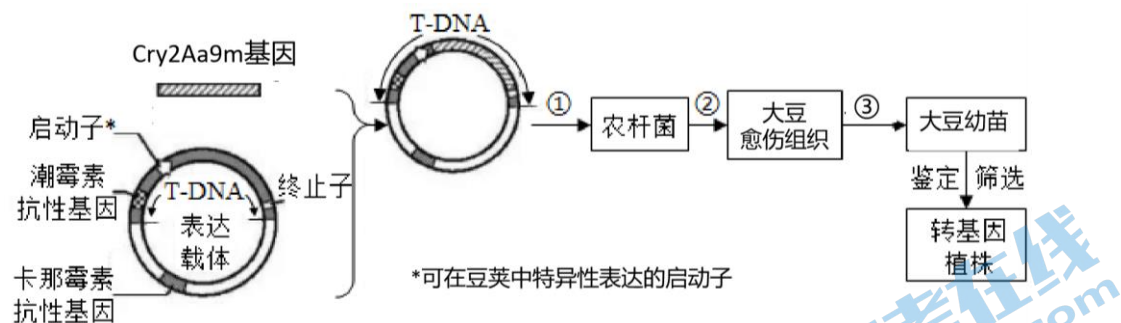 Cry2Aa9m基因
启动子*
潮霉素
抗性基因
T-DNA
表达
载体
终止子
卡那霉素
抗性基因
T-DNA
①
农杆菌
②
大豆
愈伤组织
③
大豆幼苗
鉴定 筛选
转基因
植株
*可在豆荚中特异性表达的启动子
在线
om